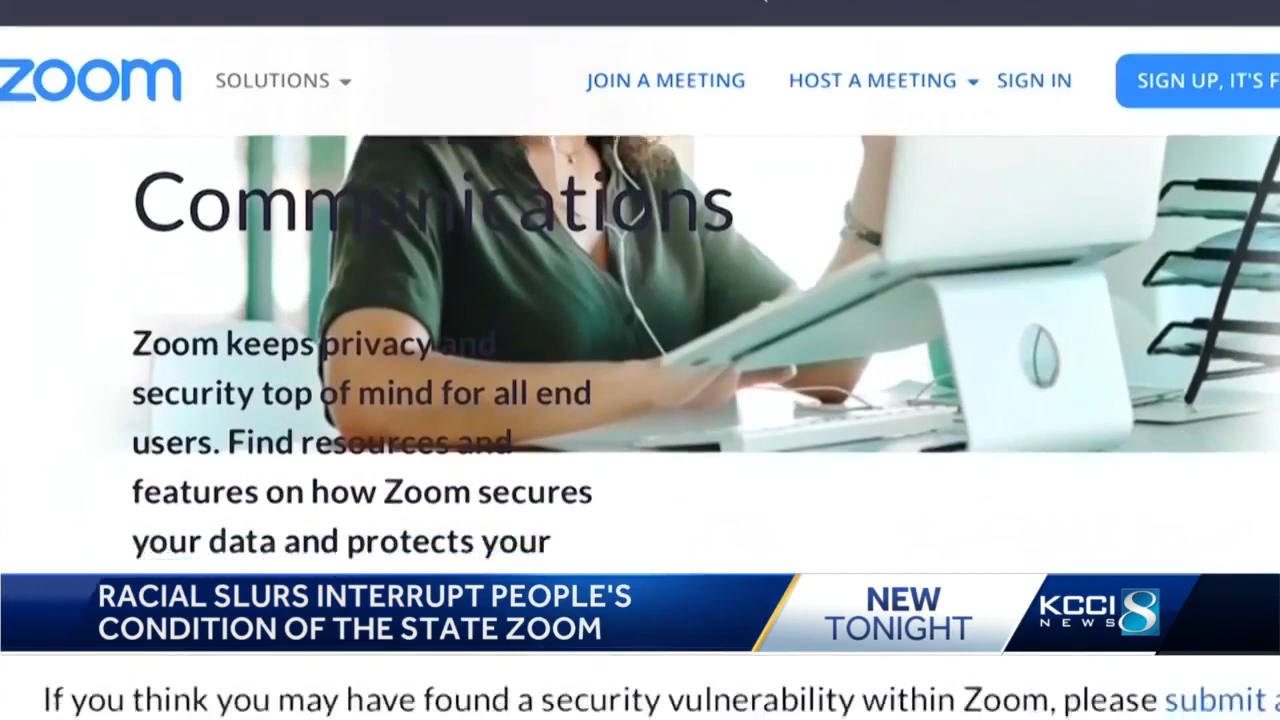 zoom
SOLUTIONS
JOIN A MEETING
HOST A MEETING
SIGN IN
SIGN UP, IT'S F
Communications
Zoom keeps privacy and
security top of mind for all end
users. Find resources and
features on how Zoom secures
your data and protects your
RACIAL SLURS INTERRUPT PEOPLE'S
CONDITION OF THE STATE ZOOM
NEW
TONIGHT
KCCI 8
NEWS
If you think you may have found a security vulnerability within Zoom, please submit a